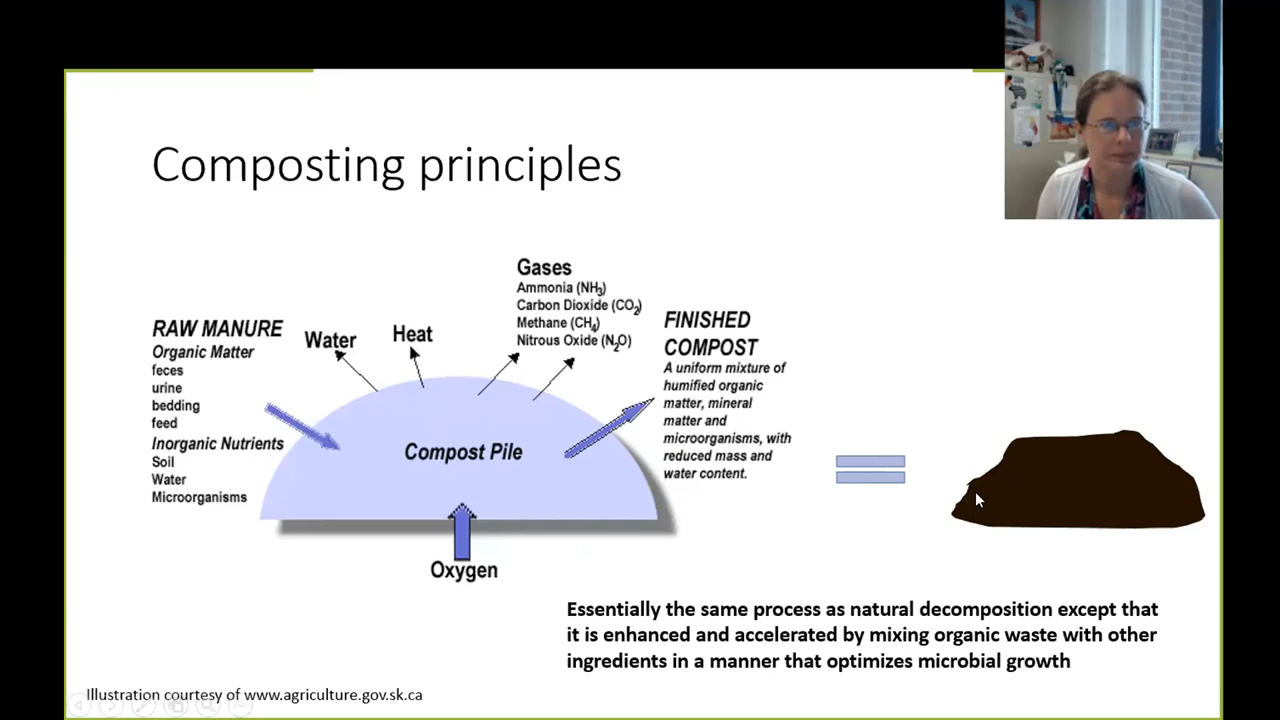 Composting principles
RAW MANURE
Organic Matter
feces
urine
bedding
feed
Inorganic Nutrients
Soil
Water
Microorganisms
Water
Heat
Gases
Ammonia (NH3)
Carbon Dioxide (CO2)
Methane (CH4)
Nitrous Oxide (N2O)
FINISHED
COMPOST
A uniform mixture of
humified organic
matter, mineral
matter and
microorganisms, with
reduced mass and
water content.
Compost Pile
Oxygen
Essentially the same process as natural decomposition except that
it is enhanced and accelerated by mixing organic waste with other
ingredients in a manner that optimizes microbial growth
Illustration courtesy of www.agriculture.gov.sk.ca